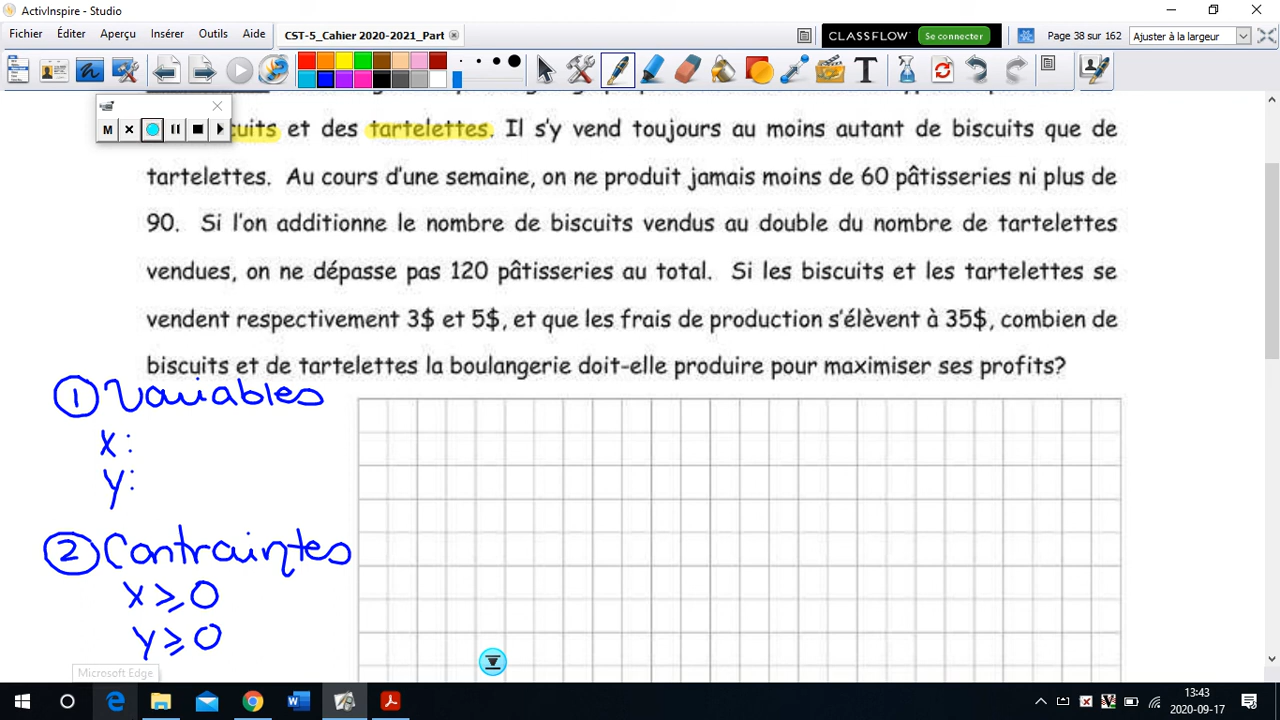 ActivInspire - Studio
Fichier Éditer Aperçu Insérer Outils Aide
CST-5_Cahier 2020-2021_Part
CLASSFLOW Se connecter
Page 38 sur 162
Ajuster à la largeur
M
cuits et des tartelettes. Il s'y vend toujours au moins autant de biscuits que de
tartelettes. Au cours d'une semaine, on ne produit jamais moins de 60 pâtisseries ni plus de
90. Si l'on additionne le nombre de biscuits vendus au double du nombre de tartelettes
vendues, on ne dépasse pas 120 pâtisseries au total. Si les biscuits et les tartelettes se
vendent respectivement 3$ et 5$, et que les frais de production s'élèvent à 35$, combien de
biscuits et de tartelettes la boulangerie doit-elle produire pour maximiser ses profits?
① Variables
x:
y:
② Contraintes
x ⩾ 0
y ⩾ 0
Microsoft Edge
13:43
2020-09-17